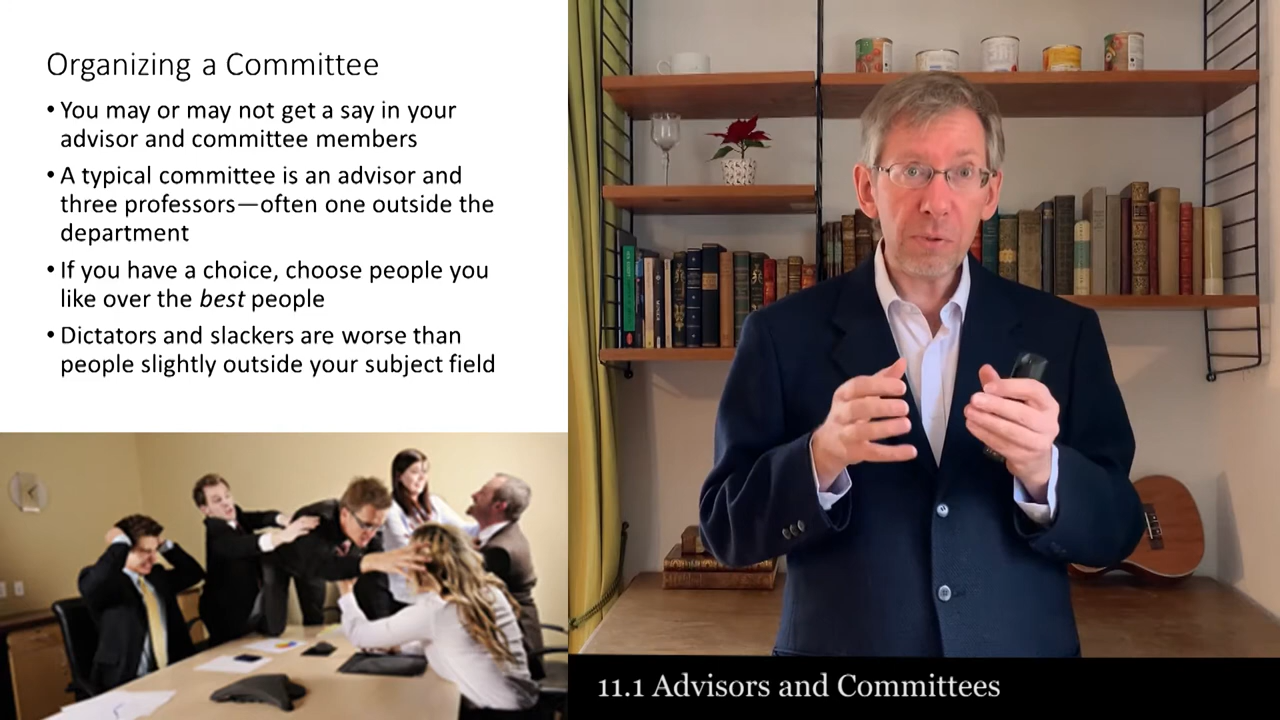 Organizing a Committee
• You may or may not get a say in your
advisor and committee members
• A typical committee is an advisor and
three professors—often one outside the
department
• If you have a choice, choose people you
like over the best people
• Dictators and slackers are worse than
people slightly outside your subject field
11.1 Advisors and Committees